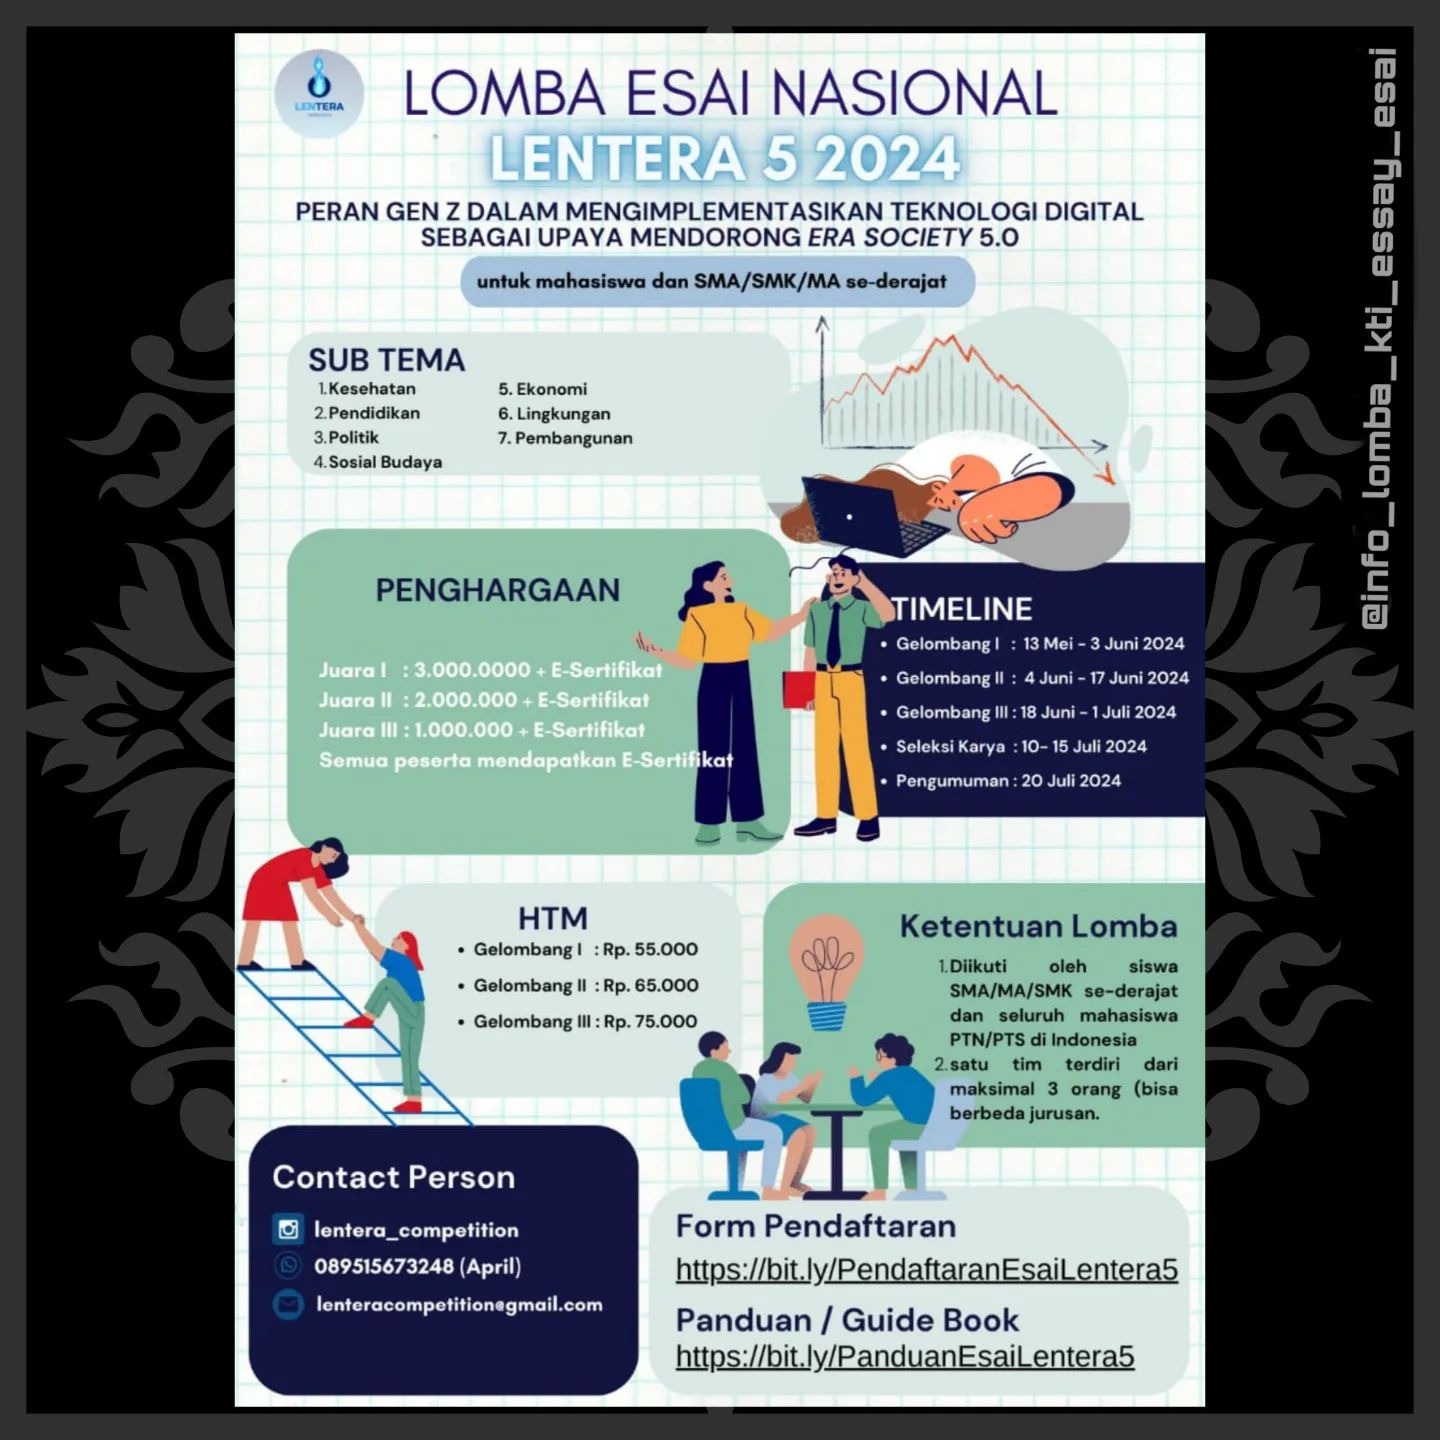 LENTERA
LOMBA ESAI NASIONAL
LENTERA 5 2024
PERAN GEN Z DALAM MENGIMPLEMENTASIKAN TEKNOLOGI DIGITAL
SEBAGAI UPAYA MENDORONG ERA SOCIETY 5.0
untuk mahasiswa dan SMA/SMK/MA se-derajat
SUB TEMA
1. Kesehatan
2. Pendidikan
3. Politik
4. Sosial Budaya
5. Ekonomi
6. Lingkungan
7. Pembangunan
PENGHARGAAN
Juara I : 3.000.0000 + E-Sertifikat
Juara II : 2.000.000 + E-Sertifikat
Juara III : 1.000.000 + E-Sertifikat
Semua peserta mendapatkan E-Sertifikat
TIMELINE
• Gelombang I : 13 Mei - 3 Juni 2024
• Gelombang II : 4 Juni - 17 Juni 2024
• Gelombang III : 18 Juni - 1 Juli 2024
• Seleksi Karya : 10- 15 Juli 2024
• Pengumuman : 20 Juli 2024
HTM
• Gelombang I : Rp. 55.000
• Gelombang II : Rp. 65.000
• Gelombang III : Rp. 75.000
Ketentuan Lomba
1. Diikuti oleh siswa
SMA/MA/SMK se-derajat
dan seluruh mahasiswa
PTN/PTS di Indonesia
2. satu tim terdiri dari
maksimal 3 orang (bisa
berbeda jurusan.
Contact Person
lentera_competition
089515673248 (April)
lenteracompetition@gmail.com
Form Pendaftaran
https://bit.ly/PendaftaranEsaiLentera5
Panduan / Guide Book
https://bit.ly/PanduanEsaiLentera5
@info_lomba_kti_essay_esai